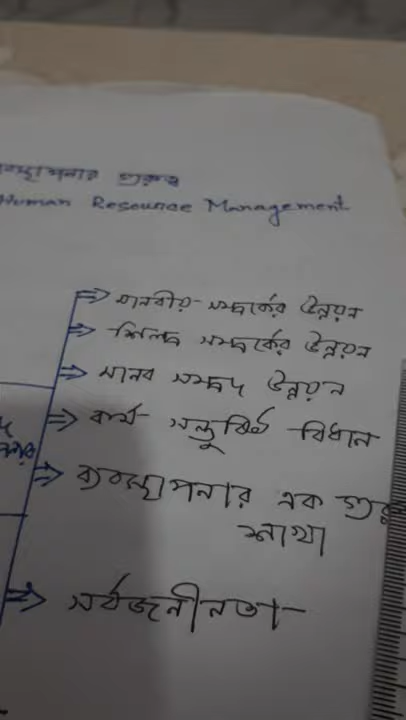 ব্যবস্থাপনার গুরুত্ব
Human Resource Management
মানবীয় সম্পর্কের উন্নয়ন
শিল্প সম্পর্কের উন্নয়ন
মানব সম্পদ উন্নয়ন
কার্য সন্তুষ্টি বিধান
ব্যবস্থাপনার এক
শাখা
সর্বজনীনতা